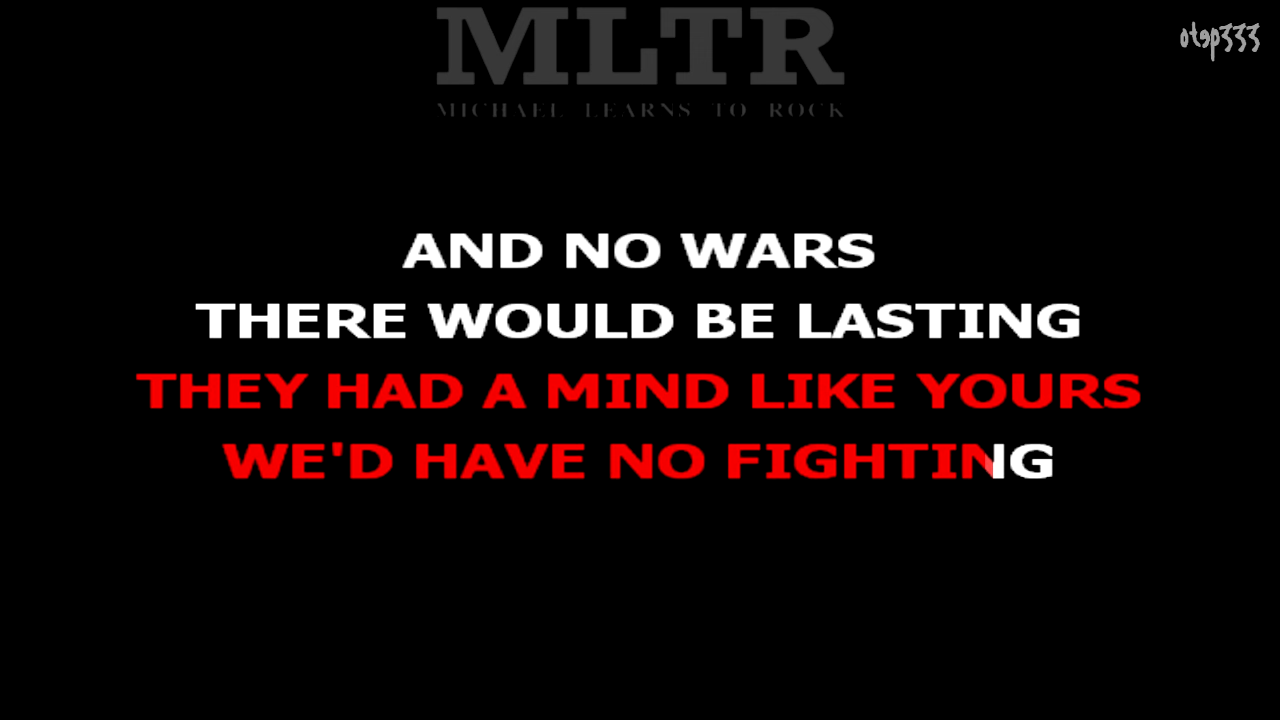 MLTR
MICHAEL LEARNS TO ROCK
otep333
AND NO WARS
THERE WOULD BE LASTING
THEY HAD A MIND LIKE YOURS
WE'D HAVE NO FIGHTING